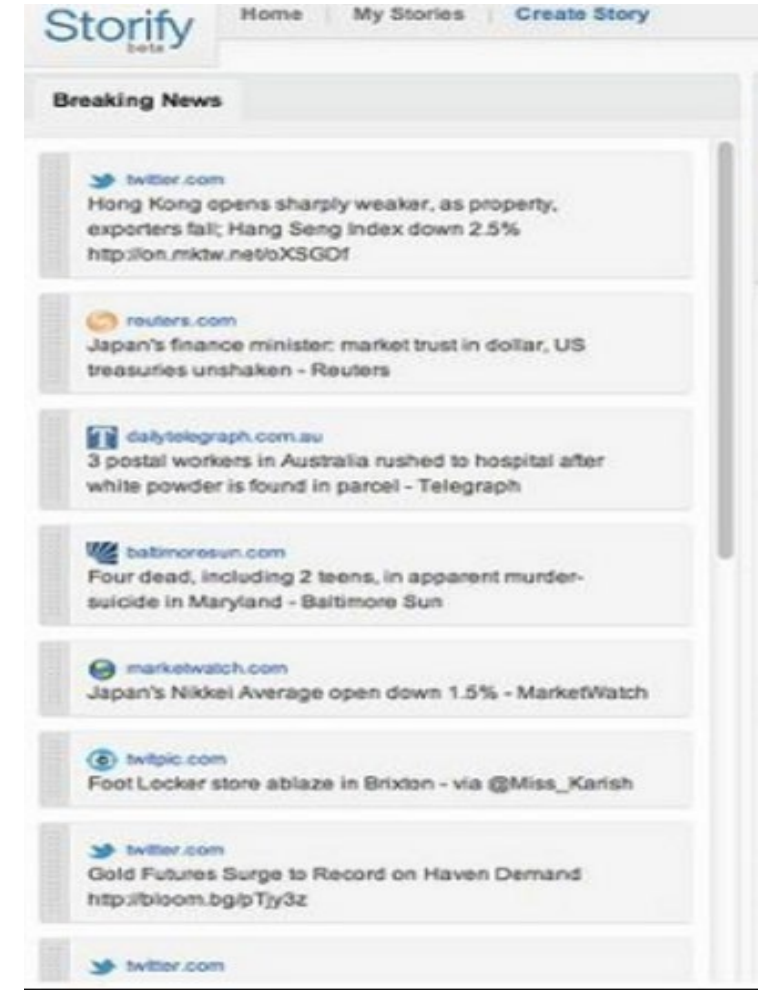 Storify
beta
Home My Stories Create Story
Breaking News
twitter.com
Hong Kong opens sharply weaker, as property,
exporters fall; Hang Seng Index down 2.5%
http://on.mktw.net/oXSGDf
reuters.com
Japan's finance minister: market trust in dollar, US
treasuries unshaken - Reuters
dailytelegraph.com.au
3 postal workers in Australia rushed to hospital after
white powder is found in parcel - Telegraph
baltimoresun.com
Four dead, including 2 teens, in apparent murder-
suicide in Maryland - Baltimore Sun
marketwatch.com
Japan's Nikkei Average open down 1.5% - MarketWatch
twitpic.com
Foot Locker store ablaze in Brixton - via @Miss_Karish
twitter.com
Gold Futures Surge to Record on Haven Demand
http://bloom.bg/pTjy3z
twitter.com